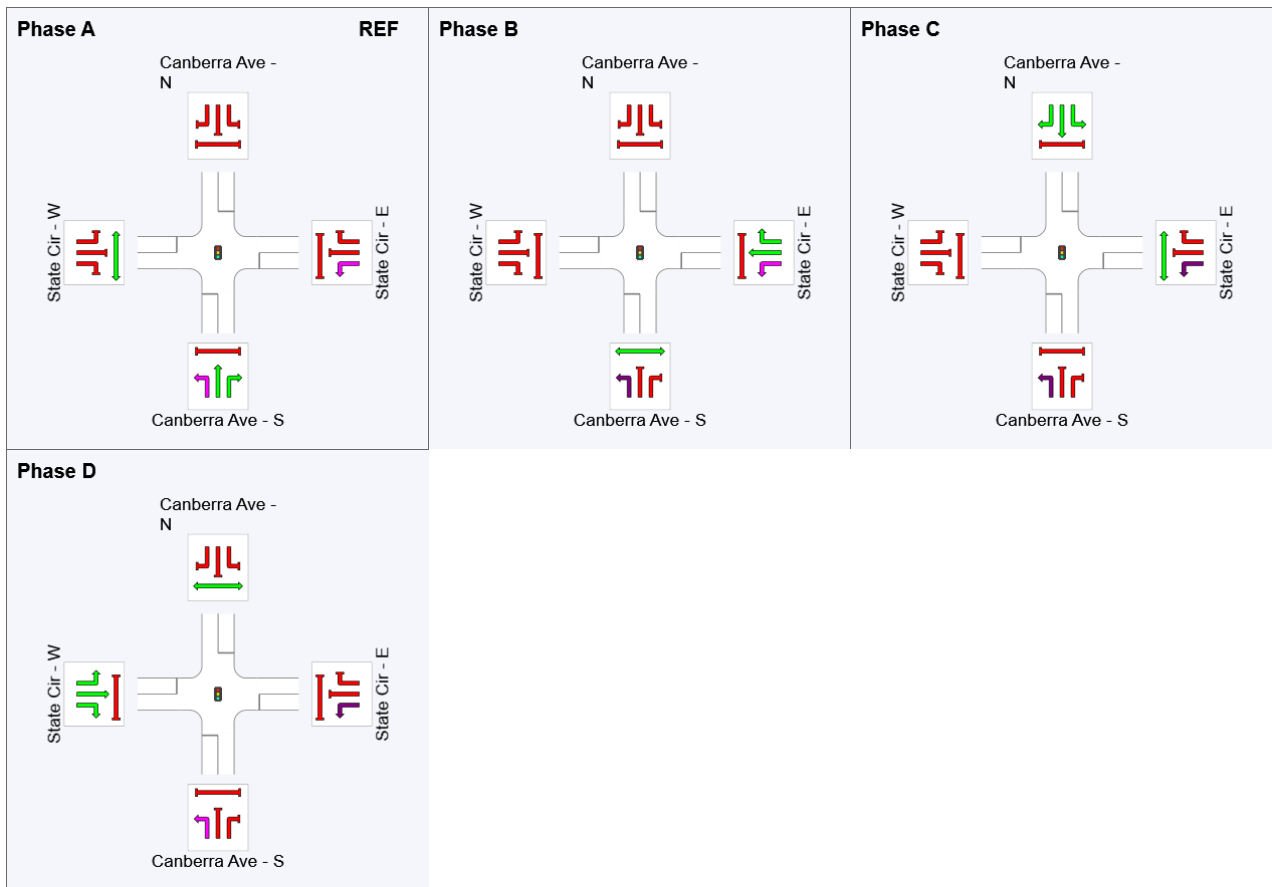 Phase A
REF
Canberra Ave -
N
State Cir - W
State Cir - E
Canberra Ave - S
Phase B
Canberra Ave -
N
State Cir - W
State Cir - E
Canberra Ave - S
Phase C
Canberra Ave -
N
State Cir - W
State Cir - E
Canberra Ave - S
Phase D
Canberra Ave -
N
State Cir - W
State Cir - E
Canberra Ave - S